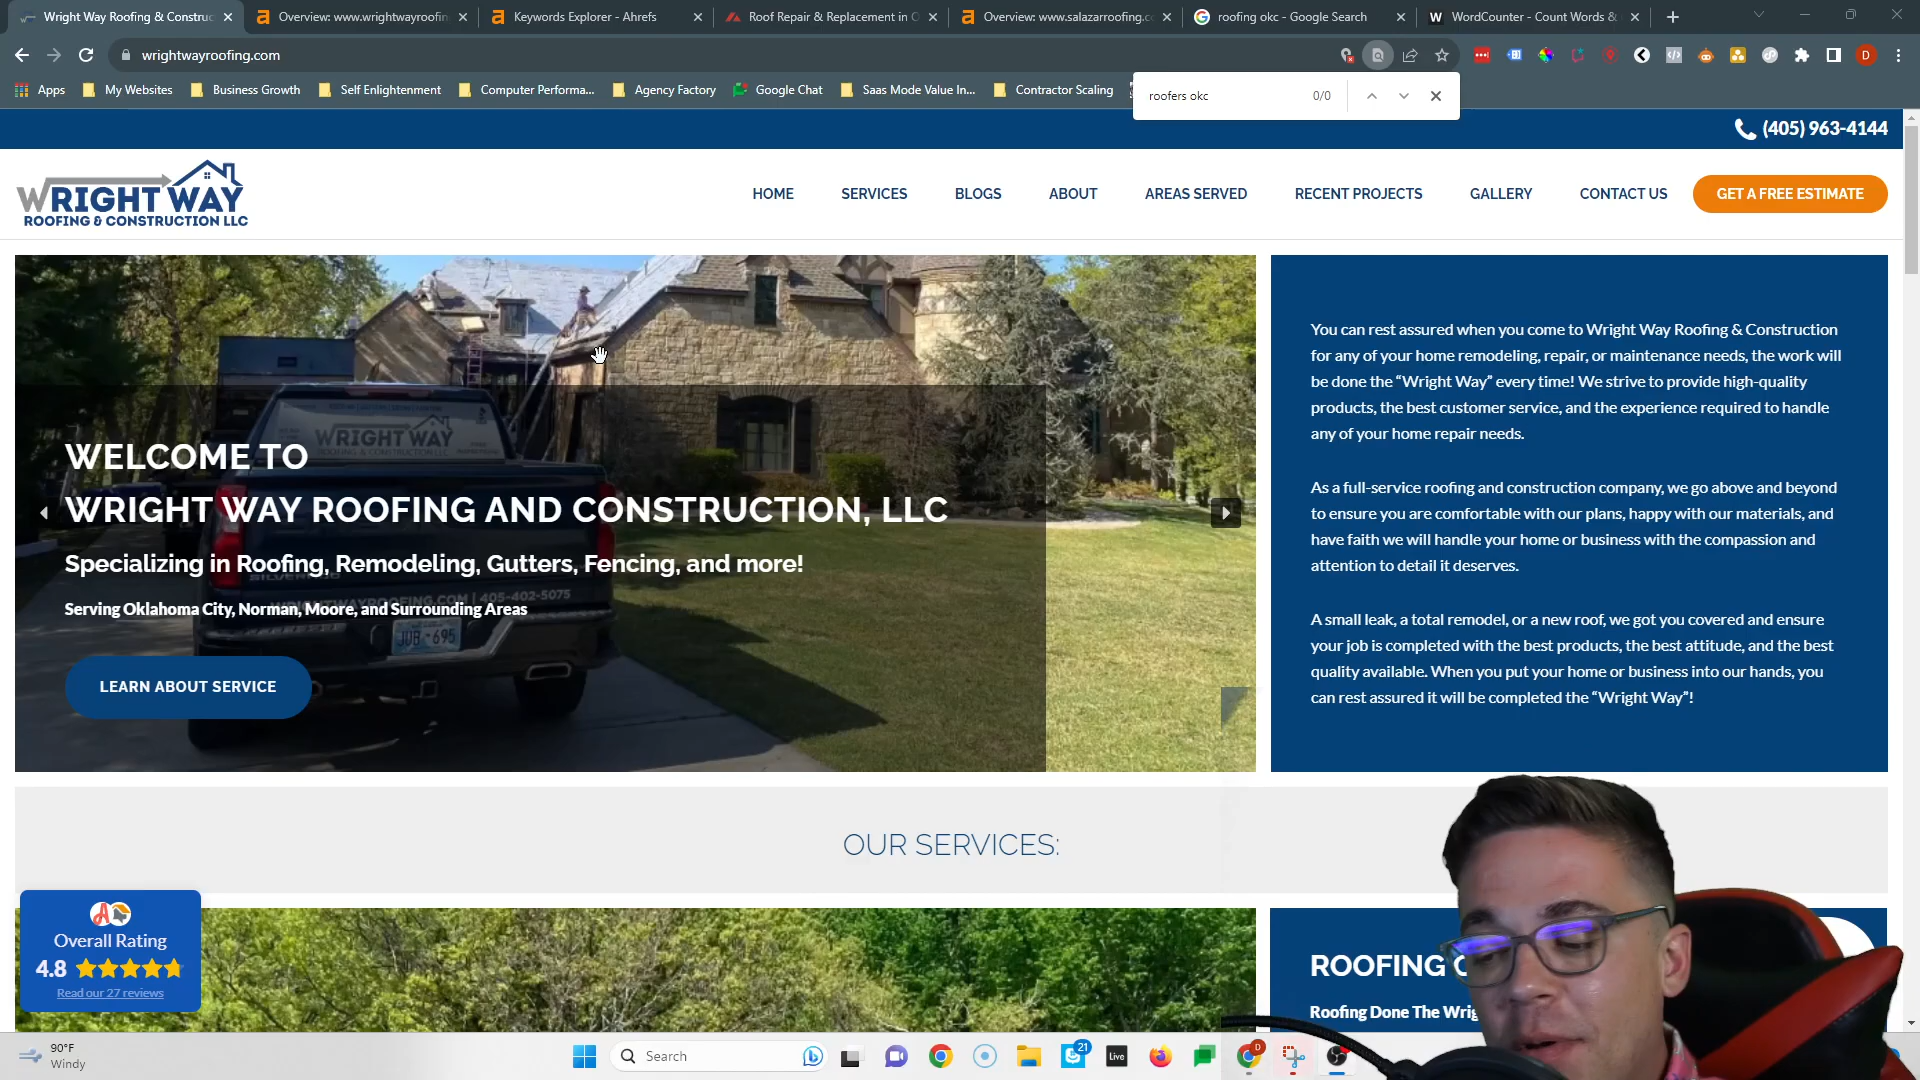 Wright Way Roofing & Construc
Overview: www.wrightwayroofin
Keywords Explorer - Ahrefs
Roof Repair & Replacement in O
Overview: www.salazarroofing.c
roofing okc - Google Search
WordCounter - Count Words &
wrightwayroofing.com
D
Apps
My Websites
Business Growth
Self Enlightenment
Computer Performa...
Agency Factory
Google Chat
Saas Mode Value In...
Contractor Scaling
roofers okc
0/0
(405) 963-4144
WRIGHT WAY
ROOFING & CONSTRUCTION LLC
HOME
SERVICES
BLOGS
ABOUT
AREAS SERVED
RECENT PROJECTS
GALLERY
CONTACT US
GET A FREE ESTIMATE
WRIGHT WAY
WELCOME TO
WRIGHT WAY ROOFING AND CONSTRUCTION, LLC
Specializing in Roofing, Remodeling, Gutters, Fencing, and more!
WRIGHTWAYROOFING.COM | 405-402-5075
Serving Oklahoma City, Norman, Moore, and Surrounding Areas
JUB-695
LEARN ABOUT SERVICE
You can rest assured when you come to Wright Way Roofing & Construction
for any of your home remodeling, repair, or maintenance needs, the work will
be done the “Wright Way” every time! We strive to provide high-quality
products, the best customer service, and the experience required to handle
any of your home repair needs.
As a full-service roofing and construction company, we go above and beyond
to ensure you are comfortable with our plans, happy with our materials, and
have faith we will handle your home or business with the compassion and
attention to detail it deserves.
A small leak, a total remodel, or a new roof, we got you covered and ensure
your job is completed with the best products, the best attitude, and the best
quality available. When you put your home or business into our hands, you
can rest assured it will be completed the “Wright Way”!
OUR SERVICES:
Overall Rating
4.8
Read our 27 reviews
ROOFING
Roofing Done The Wrig
90°F
Windy
Search
21
Live
D